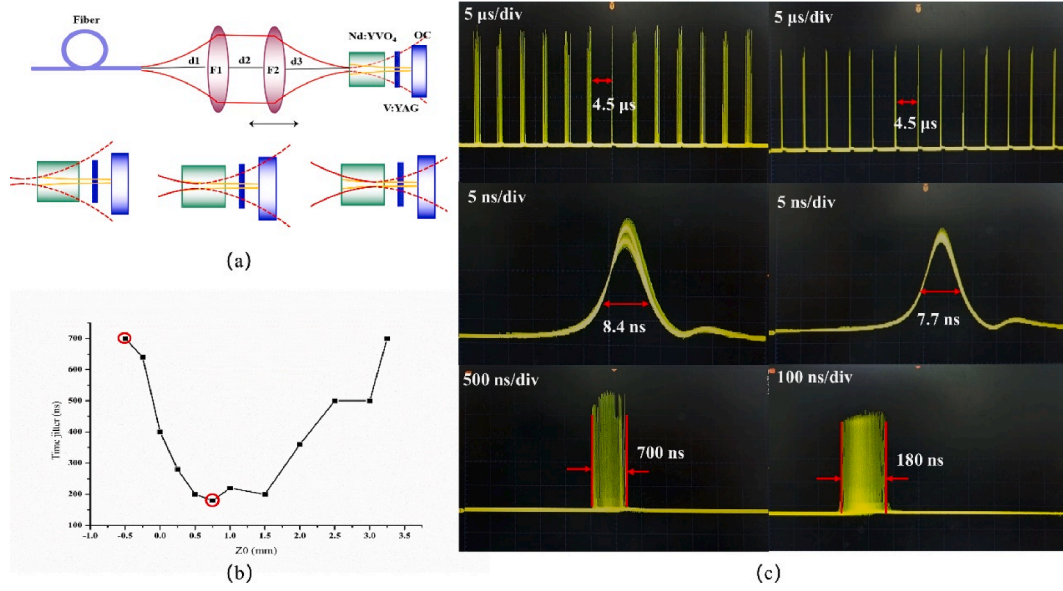 Fiber
d1
F1
d2
F2
d3
Nd:YVO₄
OC
V:YAG
(a)
700
600
500
400
300
200
100
Time jitter (ns)
-1.0
-0.5
0.0
0.5
1.0
1.5
2.0
2.5
3.0
3.5
Z0 (mm)
(b)
5 μs/div
4.5 μs
5 μs/div
4.5 μs
5 ns/div
8.4 ns
5 ns/div
7.7 ns
500 ns/div
700 ns
100 ns/div
180 ns
(c)